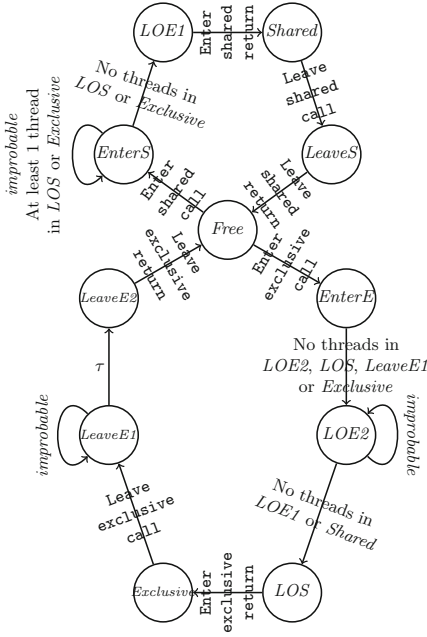 LOE1
Enter
shared
return
Shared
No threads in
LOS or Exclusive
Leave
shared
call
improbable
At least 1 thread
in LOS or Exclusive
EnterS
LeaveS
Enter
shared
call
Leave
shared
return
Free
Leave
exclusive
return
Enter
exclusive
call
LeaveE2
EnterE
No threads in
LOE2, LOS, LeaveE1
or Exclusive
τ
improbable
LeaveE1
LOE2
improbable
Leave
exclusive
call
No threads in
LOE1 or Shared
Exclusive
Enter
exclusive
return
LOS